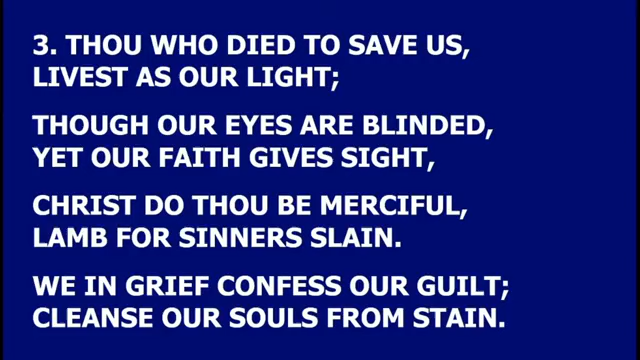 3. THOU WHO DIED TO SAVE US,
LIVEST AS OUR LIGHT;
THOUGH OUR EYES ARE BLINDED,
YET OUR FAITH GIVES SIGHT,
CHRIST DO THOU BE MERCIFUL,
LAMB FOR SINNERS SLAIN.
WE IN GRIEF CONFESS OUR GUILT;
CLEANSE OUR SOULS FROM STAIN.